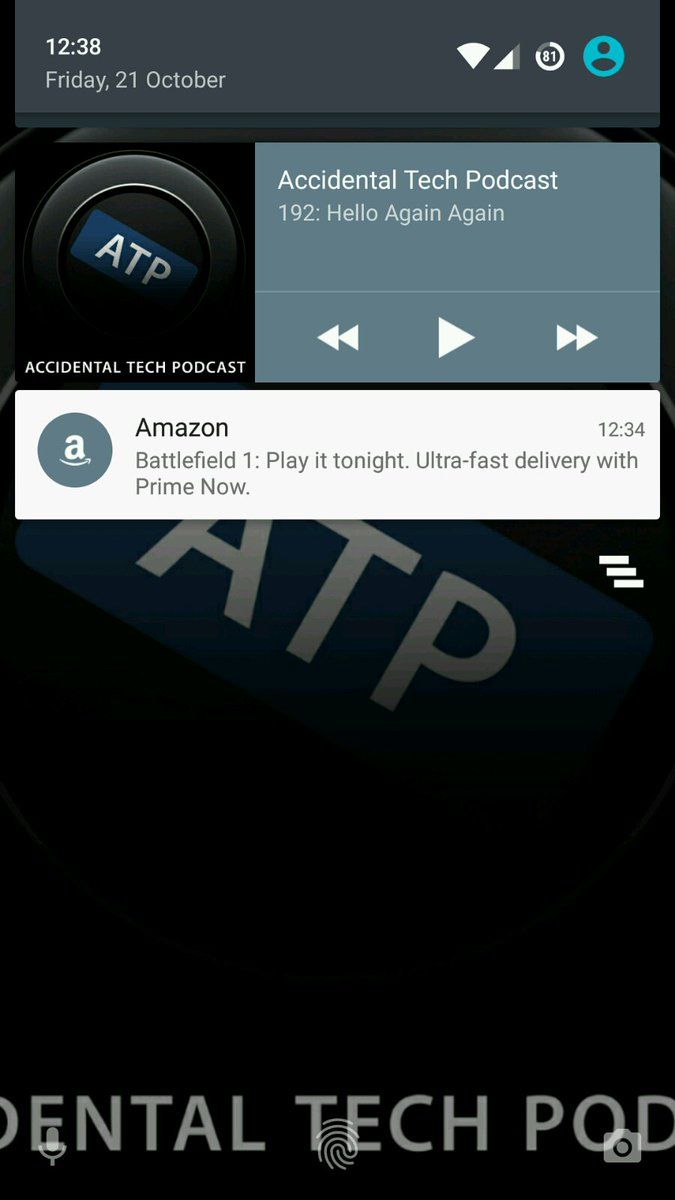 12:38
81
Friday, 21 October
Accidental Tech Podcast
192: Hello Again Again
ATP
ACCIDENTAL TECH PODCAST
a
Amazon
12:34
Battlefield 1: Play it tonight. Ultra-fast delivery with
Prime Now.
ATP
DENTAL TECH POD